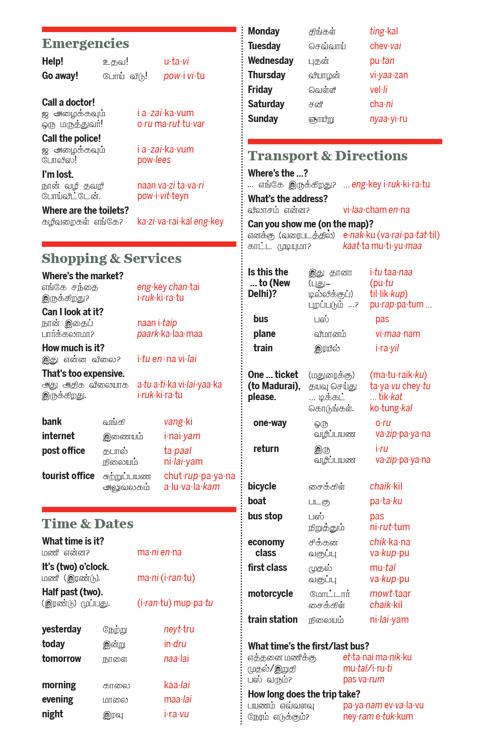 Emergencies
Help! உதவ! u·ta·vi
Go away! போய் விடு! pow·i vi·tu
Call a doctor!
ஐ அழைக்கவும் i a·zai·ka·vum
ஒரு மருத்துவர்! o·ru ma·rut·tu·var
Call the police!
ஐ அழைக்கவும் i a·zai·ka·vum
போலிஸ்! pow·lees
I'm lost.
நான் வழி தவறி naan va·zi ta·va·ri
போய்விட்டேன். pow·i·vit·teyn
Where are the toilets?
கழிவறைகள் எங்கே? ka·zi·va·rai·kal eng·key
Shopping & Services
Where's the market?
எங்கே சந்தை eng·key chan·tai
இருக்கிறது? i·ruk·ki·ra·tu
Can I look at it?
நான் இதைப் naan i·taip
பார்க்கலாமா? paark·ka·laa·maa
How much is it?
இது என்ன விலை? i·tu en·na vi·lai
That's too expensive.
அது அதிக விலையாக a·tu a·ti·ka vi·lai·yaa·ka
இருக்கிறது. i·ruk·ki·ra·tu
bank வங்கி vang·ki
internet இணையம் i·nai·yam
post office தபால் ta·paal
நிலையம் ni·lai·yam
tourist office சுற்றுப்பயண chut·rup·pa·ya·na
அலுவலகம் a·lu·va·la·kam
Time & Dates
What time is it?
மணி என்ன? ma·ni en·na
It's (two) o'clock.
மணி (இரண்டு). ma·ni (i·ran·tu)
Half past (two).
(இரண்டு) முப்பது. (i·ran·tu) mup·pa·tu
yesterday நேற்று neyt·tru
today இன்று in·dru
tomorrow நாளை naa·lai
morning காலை kaa·lai
evening மாலை maa·lai
night இரவு i·ra·vu
Monday திங்கள் ting·kal
Tuesday செவ்வாய் chev·vai
Wednesday புதன் pu·tan
Thursday வியாழன் vi·yaa·zan
Friday வெள்ளி vel·li
Saturday சனி cha·ni
Sunday ஞாயிறு nyaa·yi·ru
Transport & Directions
Where's the ...?
... எங்கே இருக்கிறது? ... eng·key i·ruk·ki·ra·tu
What's the address?
விலாசம் என்ன? vi·laa·cham en·na
Can you show me (on the map)?
எனக்கு (வரைபடத்தில்) e·nak·ku (va·rai·pa·tat·til)
காட்ட முடியுமா? kaat·ta mu·ti·yu·maa
Is this the இது தானா i·tu taa·naa
... to (New (புது– (pu·tu
Delhi)? டில்லிக்குப்) til·lik·kup)
புறப்படும் ...? pu·rap·pa·tum ...
bus பஸ் pas
plane விமானம் vi·maa·nam
train இரயில் i·ra·yil
One ... ticket (மதுரைக்கு) (ma·tu·raik·ku)
(to Madurai), தயவு செய்து ta·ya·vu chey·tu
please. ... டிக்கட் ... tik·kat
கொடுங்கள். ko·tung·kal
one-way ஒரு o·ru
வழிப்பயண va·zip·pa·ya·na
return இரு i·ru
வழிப்பயண va·zip·pa·ya·na
bicycle சைக்கிள் chaik·kil
boat படகு pa·ta·ku
bus stop பஸ் pas
நிறுத்தும் ni·rut·tum
economy சிக்கன chik·ka·na
class வகுப்பு va·kup·pu
first class முதல் mu·tal
வகுப்பு va·kup·pu
motorcycle மோட்டார் mowt·taar
சைக்கிள் chaik·kil
train station நிலையம் ni·lai·yam
What time's the first/last bus?
எத்தனை மணிக்கு et·ta·nai ma·nik·ku
முதல்/இறுதி mu·tal/i·ru·ti
பஸ் வரும்? pas va·rum
How long does the trip take?
பயணம் எவ்வளவு pa·ya·nam ev·va·la·vu
நேரம் எடுக்கும்? ney·ram e·tuk·kum